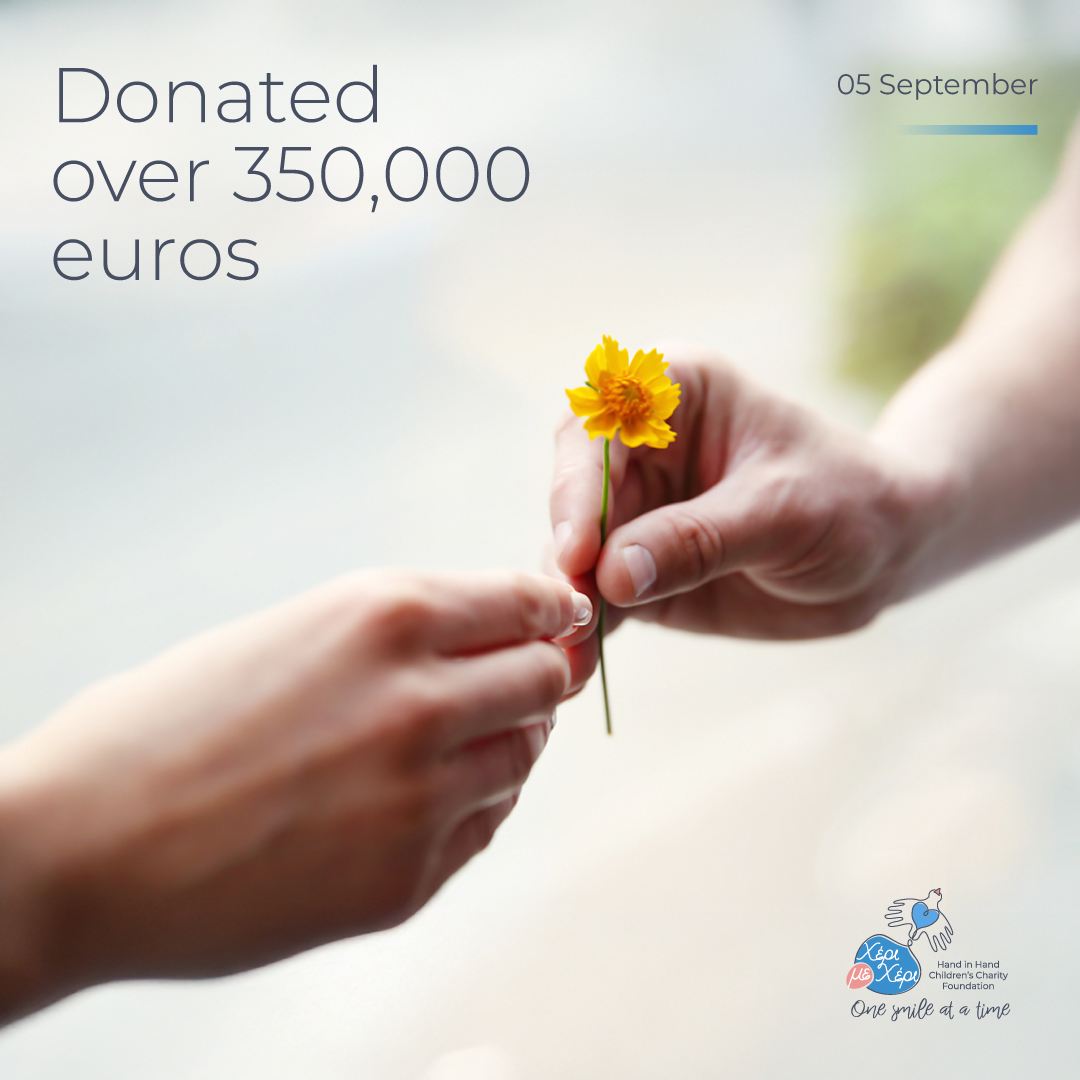 Donated
over 350,000
euros
05 September
Χέρι
με Χέρι
Hand in Hand
Children's Charity
Foundation
One smile at a time